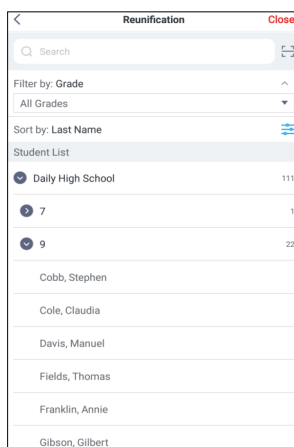 Reunification Close
Search
Filter by: Grade
All Grades
Sort by: Last Name
Student List
Daily High School 111
7 1
9 22
Cobb, Stephen
Cole, Claudia
Davis, Manuel
Fields, Thomas
Franklin, Annie
Gibson, Gilbert